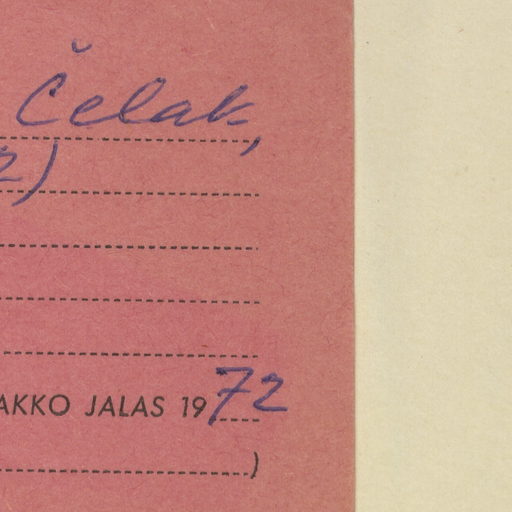 Čelak,
2)
AKKO JALAS 1972
)